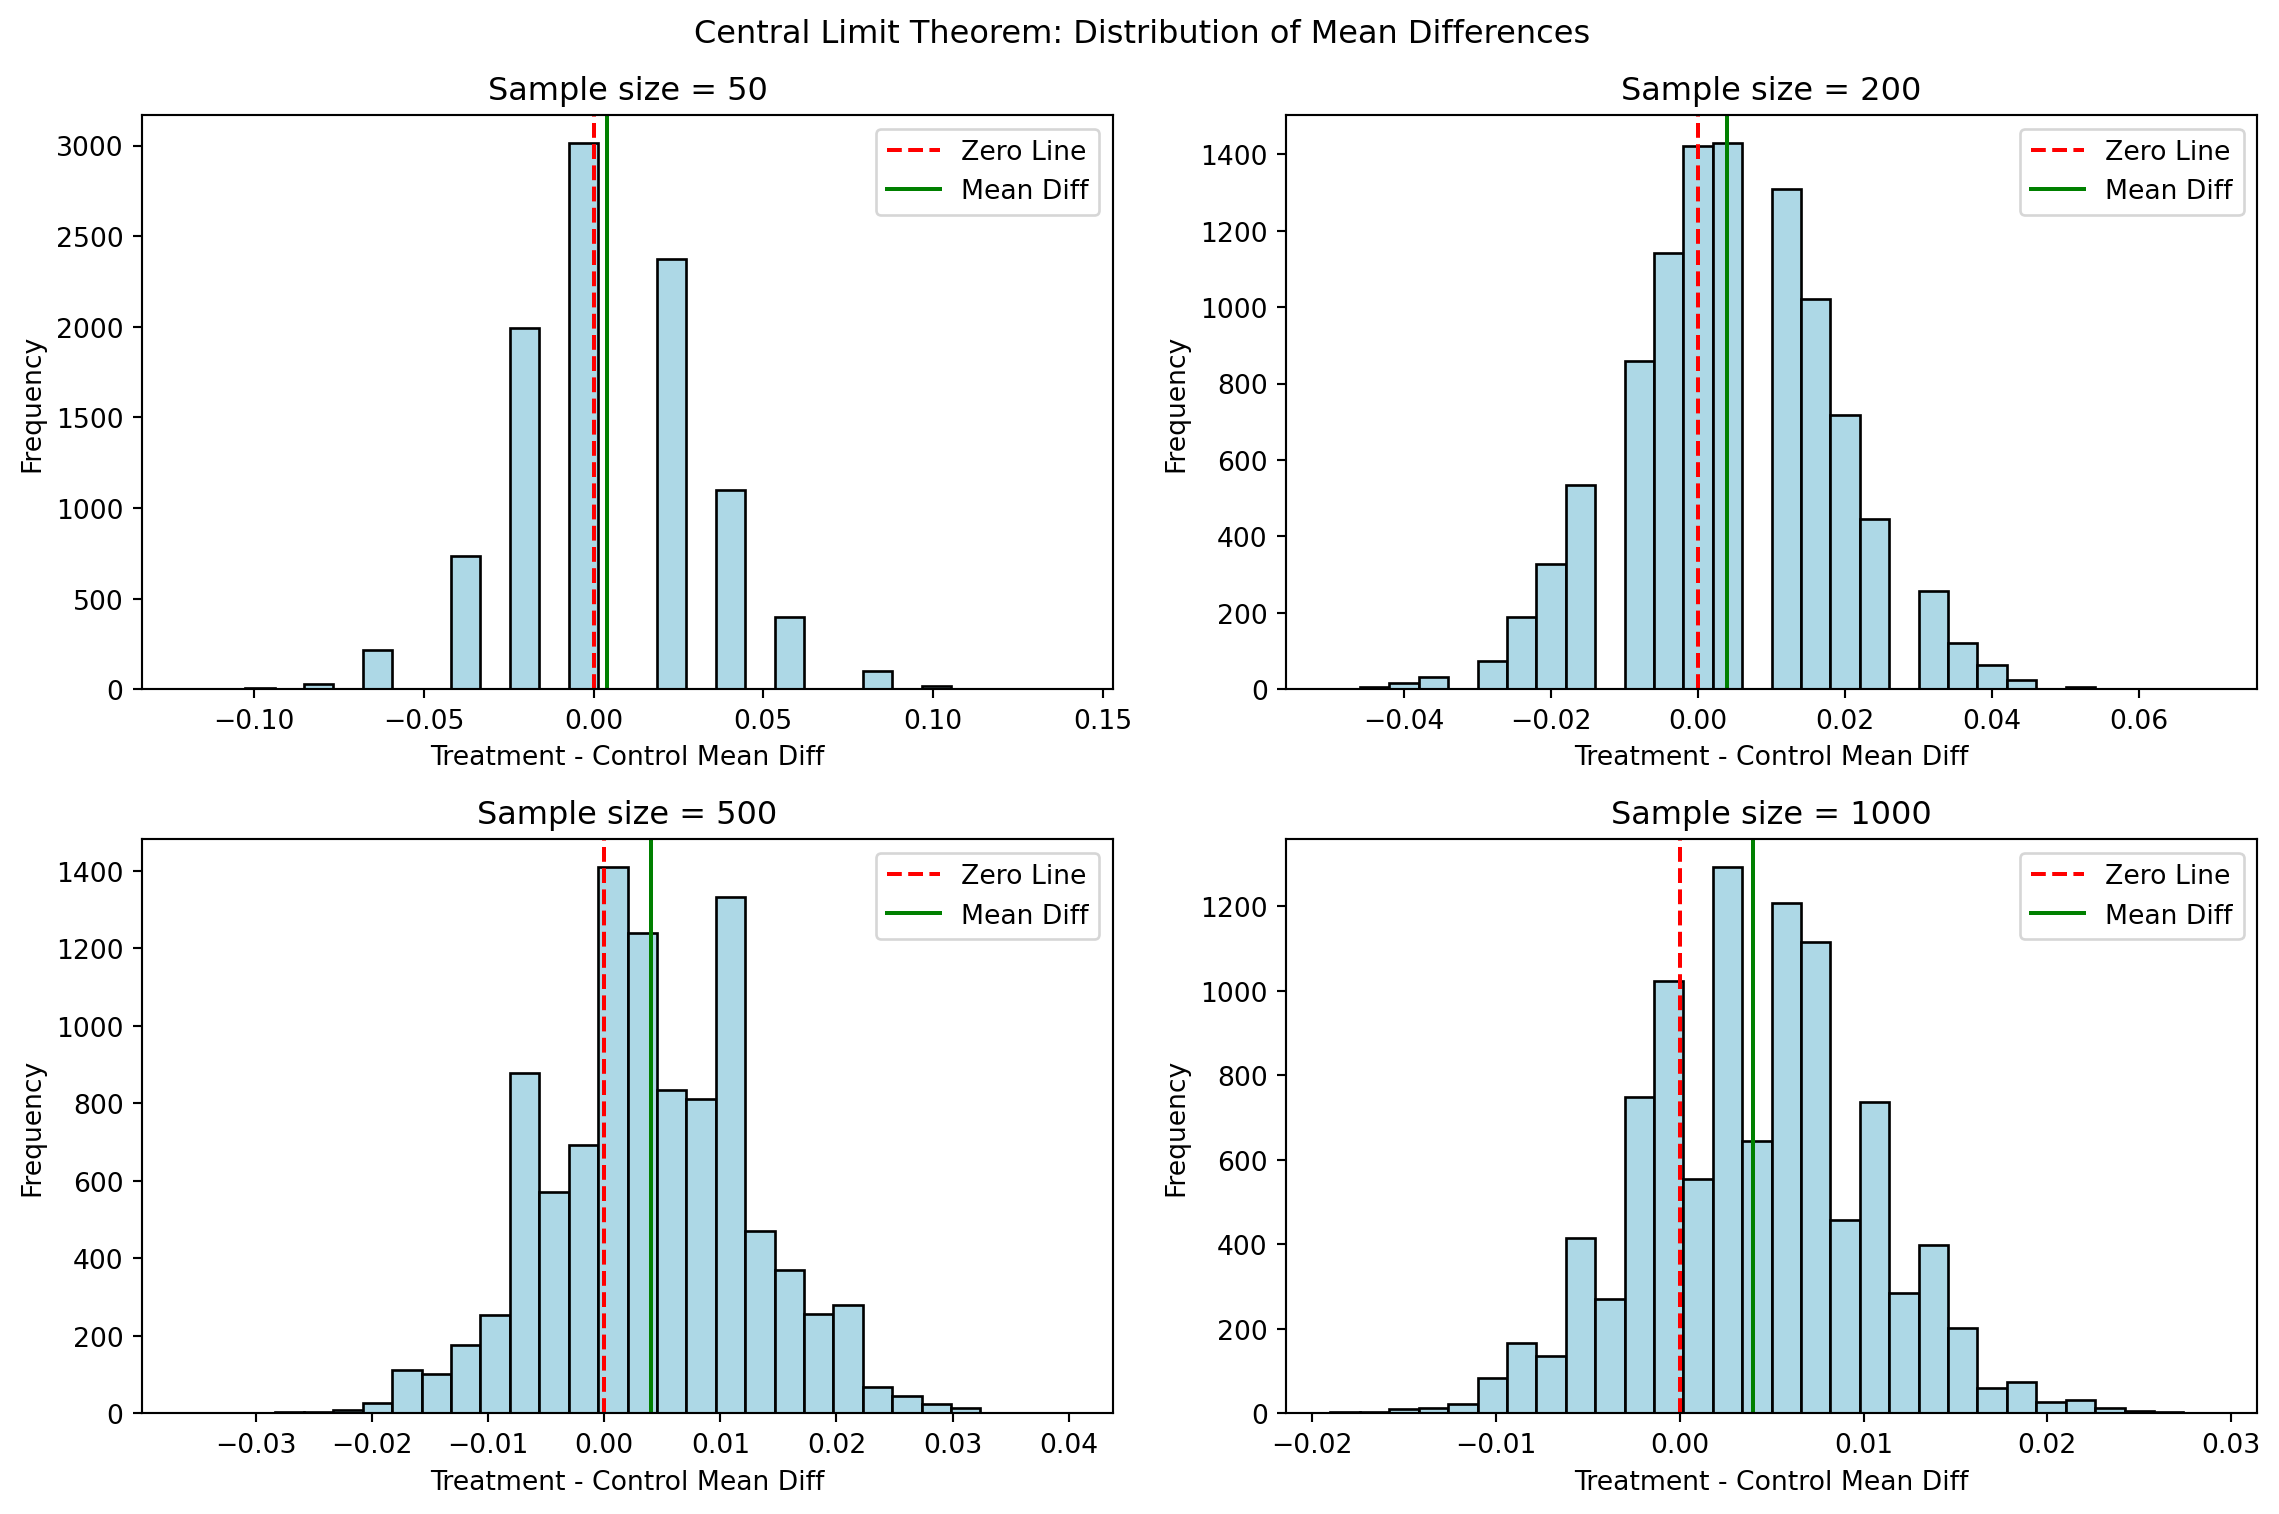 Central Limit Theorem: Distribution of Mean Differences
Sample size = 50
Zero Line
Mean Diff
Frequency
3000
2500
2000
1500
1000
500
0
−0.10 −0.05 0.00 0.05 0.10 0.15
Treatment - Control Mean Diff
Sample size = 200
Zero Line
Mean Diff
Frequency
1400
1200
1000
800
600
400
200
0
−0.04 −0.02 0.00 0.02 0.04 0.06
Treatment - Control Mean Diff
Sample size = 500
Zero Line
Mean Diff
Frequency
1400
1200
1000
800
600
400
200
0
−0.03 −0.02 −0.01 0.00 0.01 0.02 0.03 0.04
Treatment - Control Mean Diff
Sample size = 1000
Zero Line
Mean Diff
Frequency
1200
1000
800
600
400
200
0
−0.02 −0.01 0.00 0.01 0.02 0.03
Treatment - Control Mean Diff